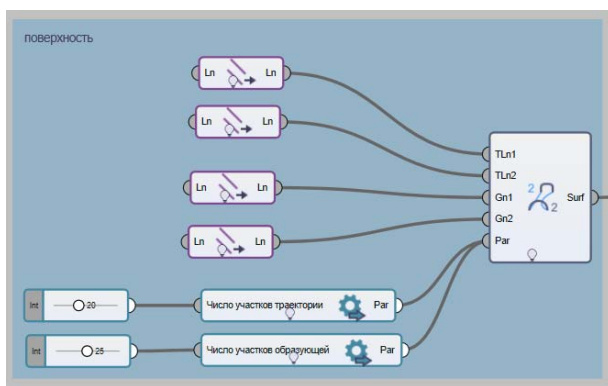 поверхность
Ln Ln
Ln Ln
Ln Ln
Ln Ln
TLn1
TLn2
Gn1
Gn2
Par
2 2
Surf
Int 20
Число участков траектории Par
Int 25
Число участков образующей Par